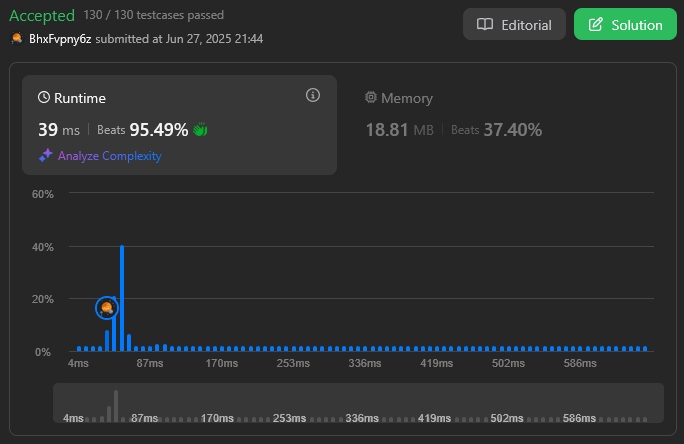 Accepted 130 / 130 testcases passed
Editorial
Solution
BhxFvpny6z submitted at Jun 27, 2025 21:44
Runtime
Memory
39 ms | Beats 95.49%
18.81 MB | Beats 37.40%
Analyze Complexity
60%
40%
20%
0%
4ms 87ms 170ms 253ms 336ms 419ms 502ms 586ms
4ms 87ms 170ms 253ms 336ms 419ms 502ms 586ms